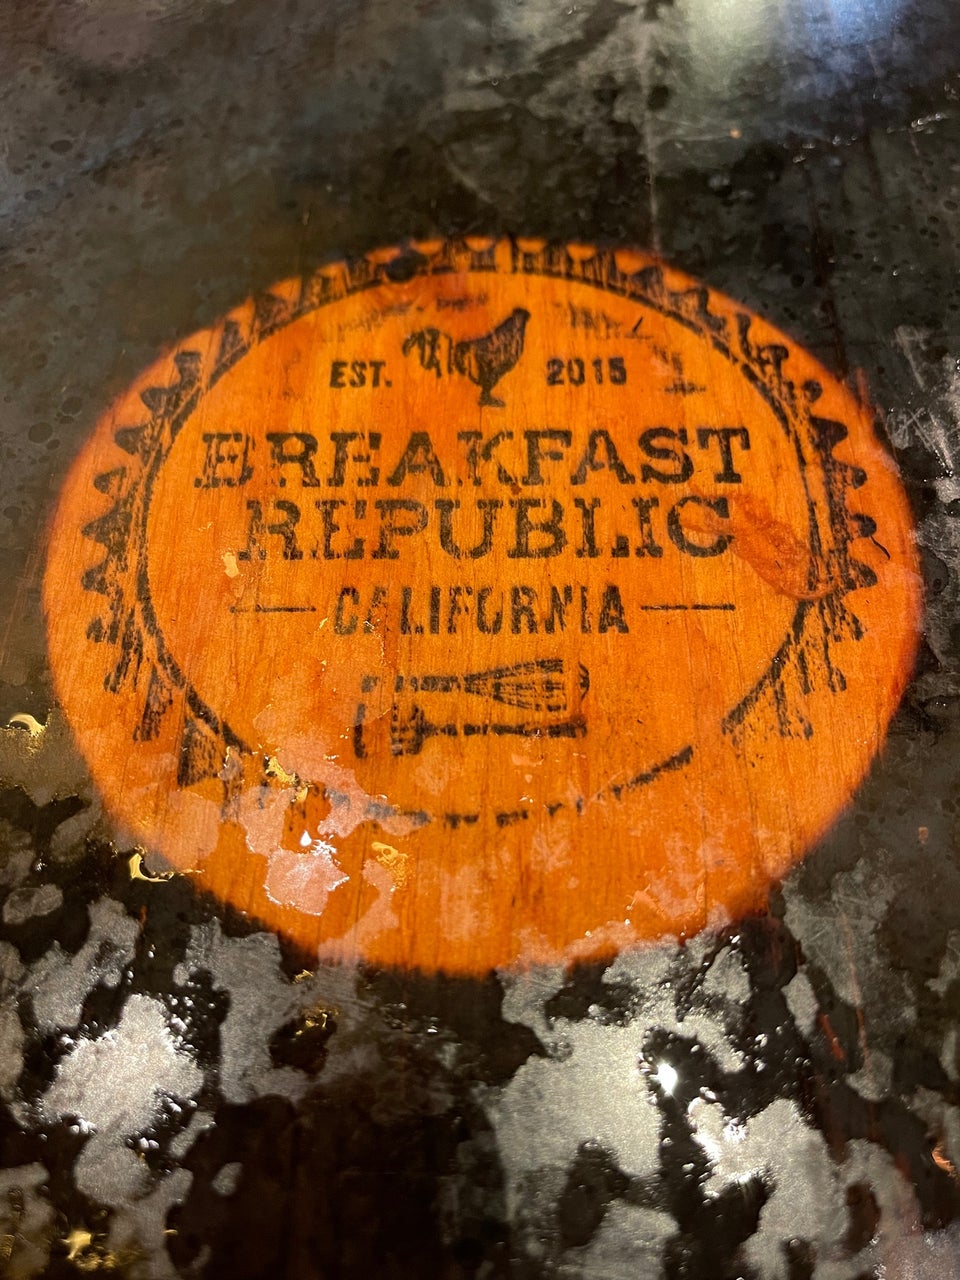 EST. 2015
BREAKFAST
REPUBLIC
CALIFORNIA